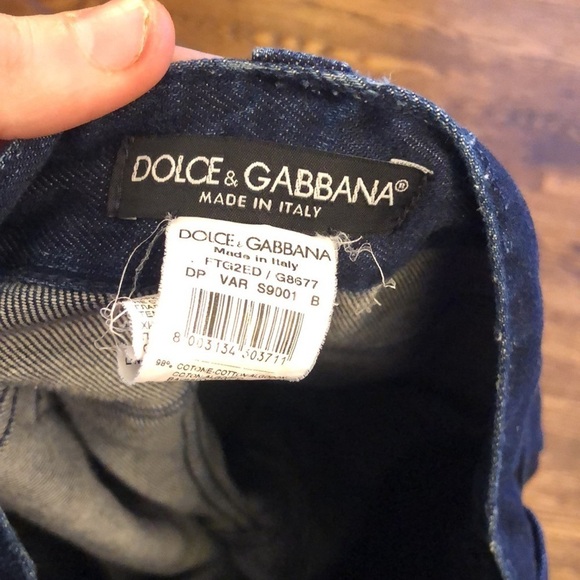 DOLCE & GABBANA®
MADE IN ITALY
DOLCE & GABBANA
Made in Italy
FTG2ED / G8677
DP VAR S9001 B
8 003134 303711
98% COTONE-COTTON-ALGODON